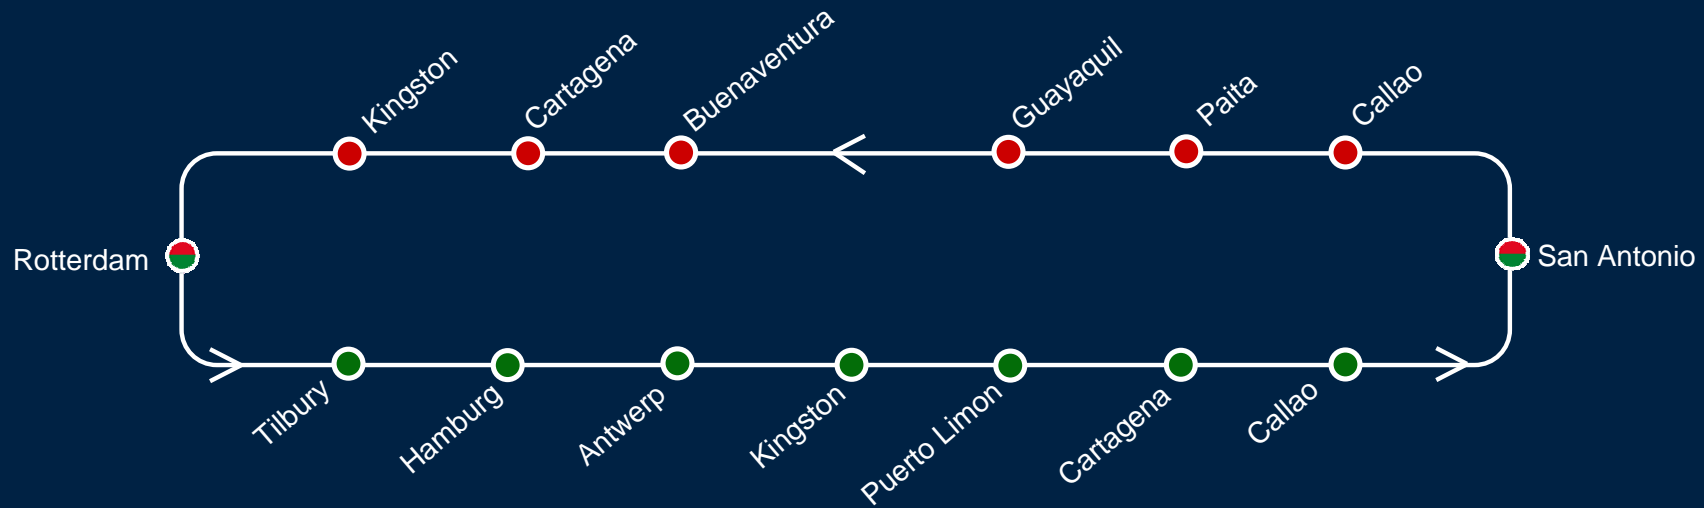 Kingston
Cartagena
Buenaventura
Guayaquil
Paita
Callao
Rotterdam
San Antonio
Tilbury
Hamburg
Antwerp
Kingston
Puerto Limon
Cartagena
Callao